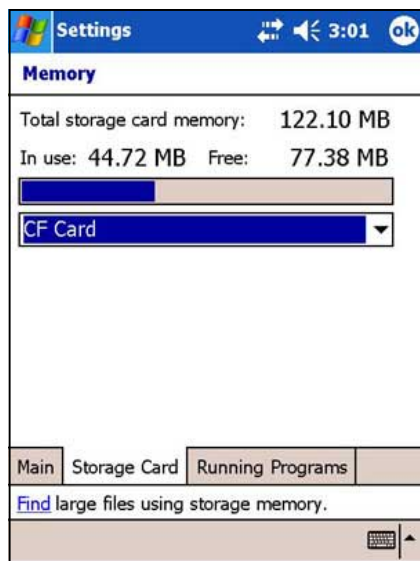 Settings 3:01 ok
Memory
Total storage card memory: 122.10 MB
In use: 44.72 MB Free: 77.38 MB
CF Card
Main Storage Card Running Programs
Find large files using storage memory.